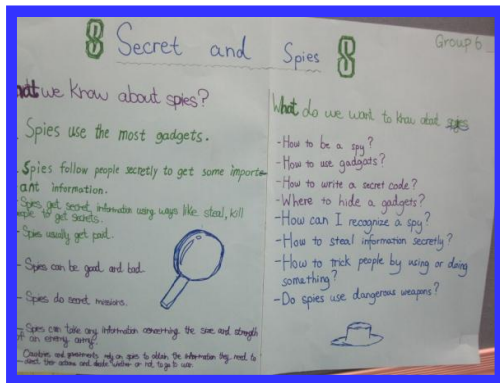 8 Secret and Spies 8
Group 6
What we know about spies?
Spies use the most gadgets.
Spies follow people secretly to get some import-
ant information.
- Spies get secret information using ways like steal, kill
people to get secrets.
- Spies usually get paid.
- Spies can be good and bad.
- Spies do secret missions.
- Spies can take any information concerning the size and strength
of an enemy army.
Countries and governments rely on spies to obtain the information they need to
direct their actions and decide whether or not to go to war.
What do we want to know about spies
- How to be a spy?
- How to use gadgets?
- How to write a secret code?
- Where to hide a gadgets?
- How can I recognize a spy?
- How to steal information secretly?
- How to trick people by using or doing
something?
- Do spies use dangerous weapons?